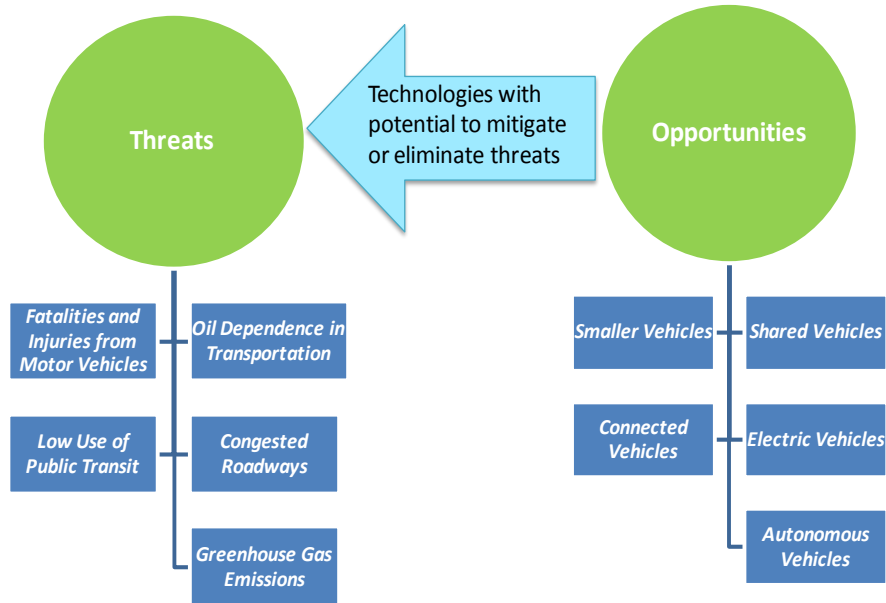 Threats
Technologies with
potential to mitigate
or eliminate threats
Opportunities
Fatalities and
Injuries from
Motor Vehicles
Oil Dependence in
Transportation
Low Use of
Public Transit
Congested
Roadways
Greenhouse Gas
Emissions
Smaller Vehicles
Shared Vehicles
Connected
Vehicles
Electric Vehicles
Autonomous
Vehicles